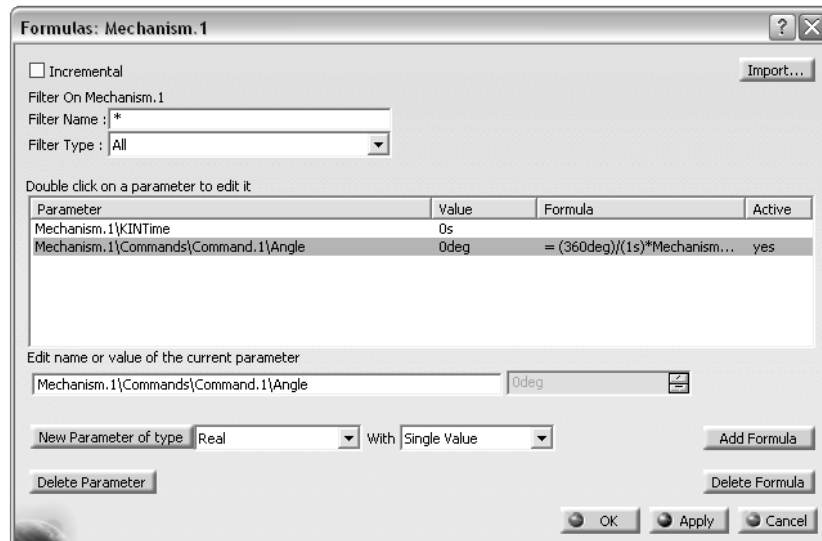 Formulas: Mechanism.1
Incremental
Import...
Filter On Mechanism.1
Filter Name : *
Filter Type : All
Double click on a parameter to edit it
Parameter Value Formula Active
Mechanism.1\KINTime 0s
Mechanism.1\Commands\Command.1\Angle 0deg = (360deg)/(1s)*Mechanism... yes
Edit name or value of the current parameter
Mechanism.1\Commands\Command.1\Angle 0deg
New Parameter of type Real With Single Value Add Formula
Delete Parameter Delete Formula
OK Apply Cancel